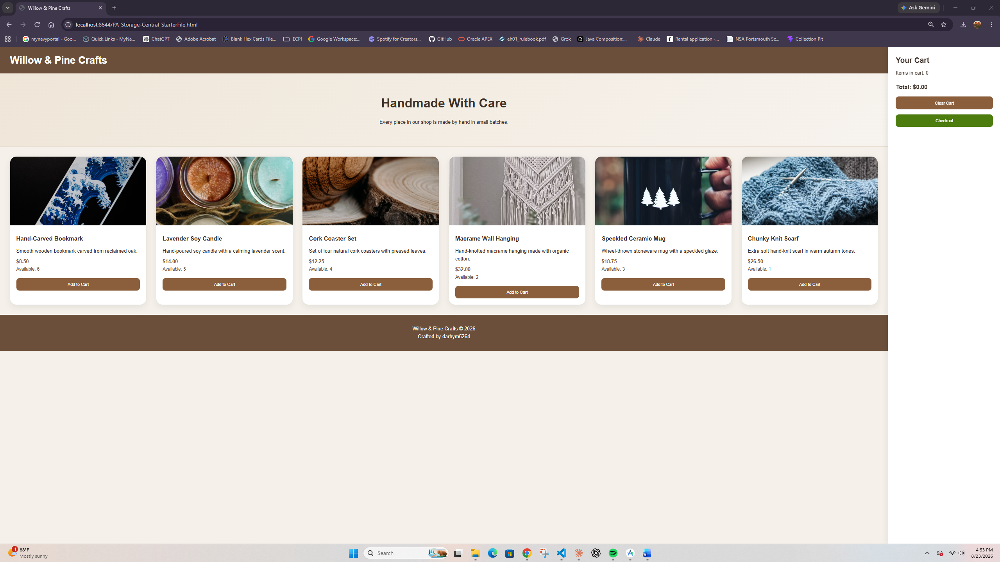 Willow & Pine Crafts
Ask Gemini
localhost:8644/PA_Storage-Central_StarterFile.html
mynavyportal - Goo...
Quick Links - MyNa...
ChatGPT
Adobe Acrobat
Blank Hex Cards Tile...
ECPI
Google Workspace:...
Spotify for Creators...
GitHub
Oracle APEX
eh01_rulebook.pdf
Grok
Java Composition:...
Claude
Rental application -...
NSA Portsmouth Sc...
Collection Pit
Willow & Pine Crafts
Handmade With Care
Every piece in our shop is made by hand in small batches.
Your Cart
Items in cart: 0
Total: $0.00
Clear Cart
Checkout
Hand-Carved Bookmark
Smooth wooden bookmark carved from reclaimed oak.
$8.50
Available: 6
Add to Cart
Lavender Soy Candle
Hand-poured soy candle with a calming lavender scent.
$14.00
Available: 5
Add to Cart
Cork Coaster Set
Set of four natural cork coasters with pressed leaves.
$12.25
Available: 4
Add to Cart
Macrame Wall Hanging
Hand-knotted macrame hanging made with organic
cotton.
$32.00
Available: 2
Add to Cart
Speckled Ceramic Mug
Wheel-thrown stoneware mug with a speckled glaze.
$18.75
Available: 3
Add to Cart
Chunky Knit Scarf
Extra soft hand-knit scarf in warm autumn tones.
$26.50
Available: 1
Add to Cart
Willow & Pine Crafts © 2026
Crafted by darhym5264
1
88°F
Mostly sunny
Search
4:53 PM
8/23/2026